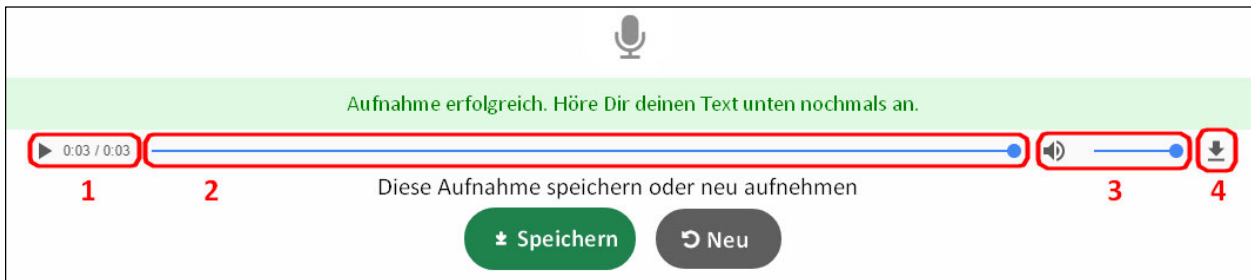 Aufnahme erfolgreich. Höre Dir deinen Text unten nochmals an.
0:03 / 0:03
1 2 3 4
Diese Aufnahme speichern oder neu aufnehmen
Speichern Neu